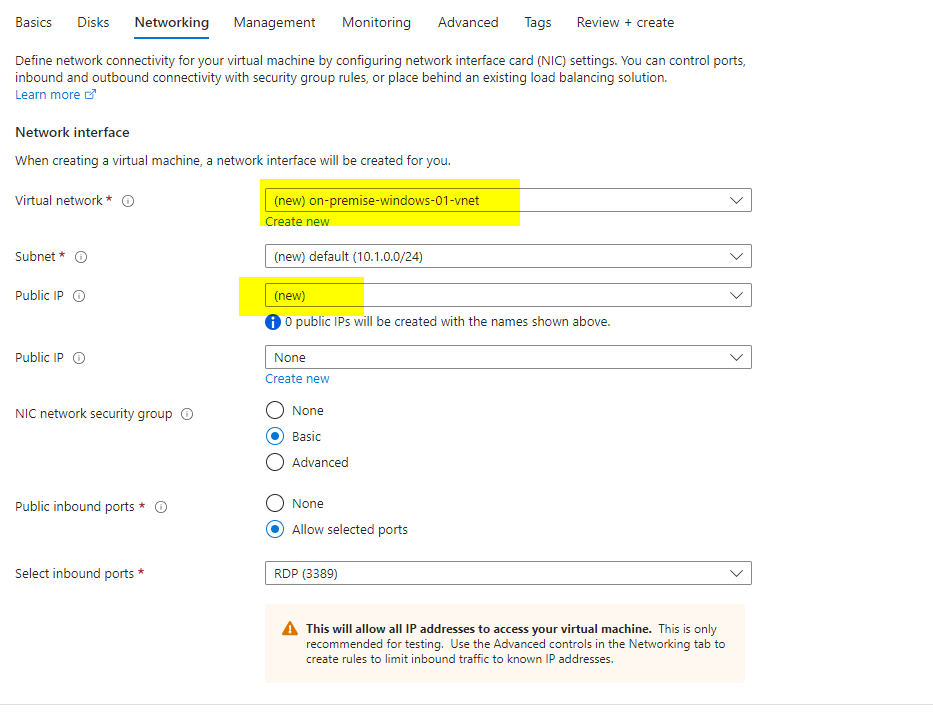 Basics Disks Networking Management Monitoring Advanced Tags Review + create
Define network connectivity for your virtual machine by configuring network interface card (NIC) settings. You can control ports,
inbound and outbound connectivity with security group rules, or place behind an existing load balancing solution.
Learn more
Network interface
When creating a virtual machine, a network interface will be created for you.
Virtual network * (new) on-premise-windows-01-vnet
Create new
Subnet * (new) default (10.1.0.0/24)
Public IP (new)
0 public IPs will be created with the names shown above.
Public IP None
Create new
NIC network security group None
Basic
Advanced
Public inbound ports * None
Allow selected ports
Select inbound ports * RDP (3389)
This will allow all IP addresses to access your virtual machine. This is only
recommended for testing. Use the Advanced controls in the Networking tab to
create rules to limit inbound traffic to known IP addresses.